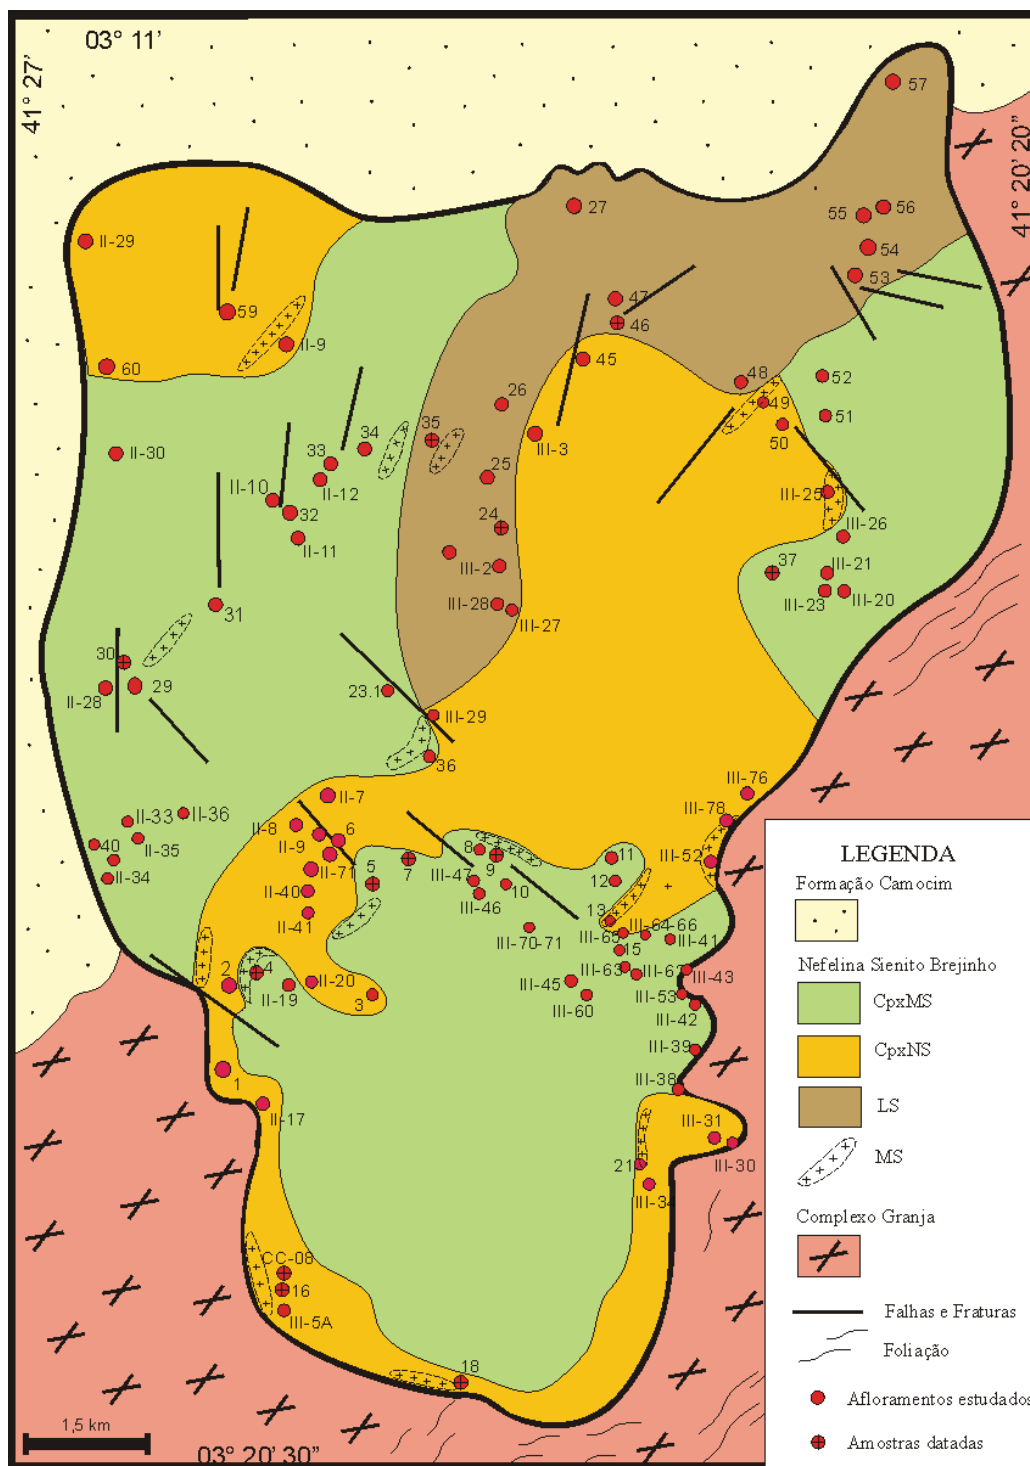 03° 11'
41° 27'
41° 20' 20”
57
27
55
56
54
53
II-29
59
II-9
60
47
46
45
48
49
50
52
51
26
35
34
33
III-3
II-30
II-12
25
II-10
32
II-11
24
III-25
III-26
37
III-21
III-2
III-23
III-20
III-28
III-27
31
30
II-28
29
23.1
III-29
36
II-7
III-76
III-78
II-33
II-36
II-8
6
II-9
II-35
40
II-34
II-71
5
7
8
9
11
III-52
II-40
III-47
10
12
III-46
II-41
13
III-70-71
III-65
III-64-66
III-41
15
2
4
II-19
II-20
3
III-63
III-62
III-43
III-45
III-60
III-53
III-42
III-39
1
III-38
II-17
III-31
III-30
21
III-34
CC-08
16
III-5A
18
1,5 km
03° 20' 30”
LEGENDA
Formação Camocim
Nefelina Sienito Brejinho
CpxMS
CpxNS
LS
MS
Complexo Granja
Falhas e Fraturas
Foliação
Afloramentos estudados
Amostras datadas